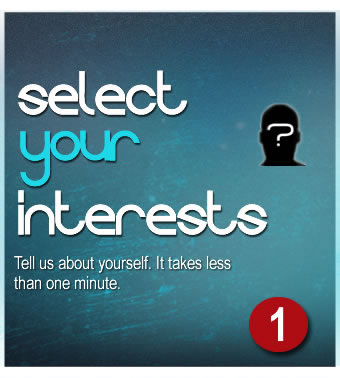 select
your
?
interests
Tell us about yourself. It takes less
than one minute.
1